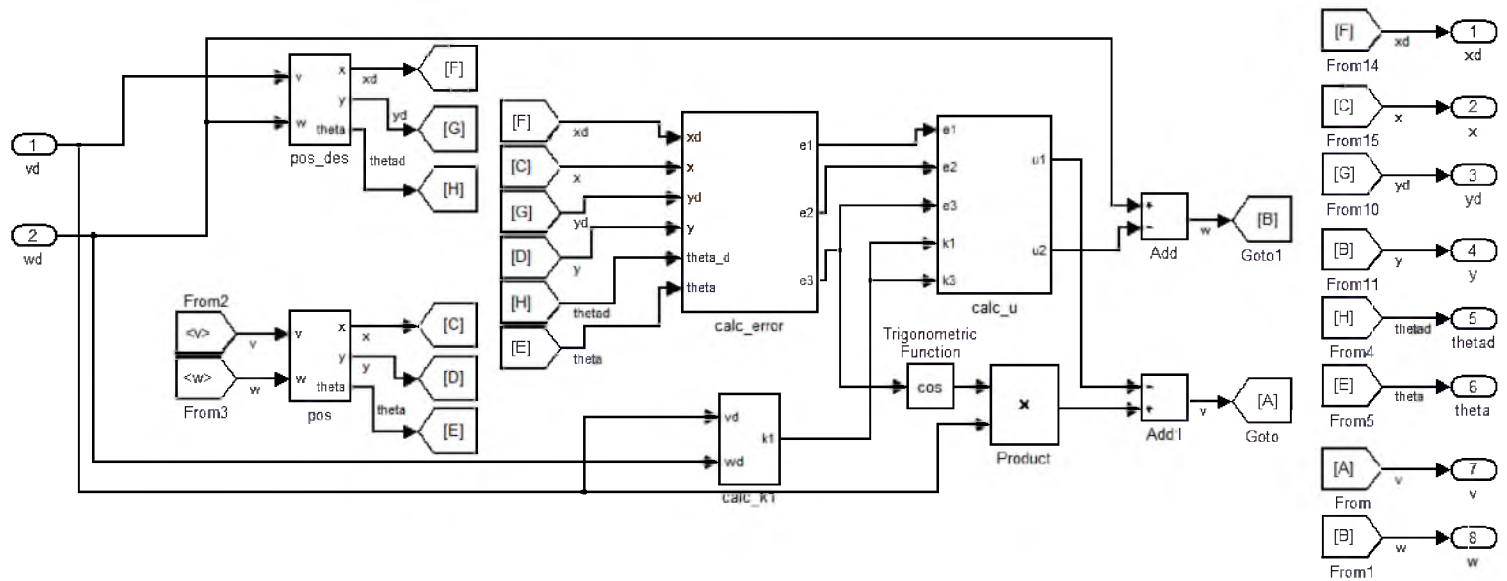 1
vd
2
wd
v
w
x
y
theta
pos_des
xd
yd
thetad
[F]
[G]
[H]
From2
<v>
v
<w>
w
From3
v
w
x
y
theta
pos
x
y
theta
[C]
[D]
[E]
[F]
xd
[C]
x
[G]
yd
[D]
y
[H]
thetad
[E]
theta
xd
x
yd
y
theta_d
theta
e1
e2
e3
calc_error
e1
e2
e3
k1
k3
u1
u2
calc_u
Trigonometric
Function
cos
vd
wd
k1
calc_k1
x
Product
+
−
Add
w
[B]
Goto1
−
+
Add1
v
[A]
Goto
[F]
xd
1
From14
xd
[C]
x
2
From15
x
[G]
yd
3
From10
yd
[B]
y
4
From11
y
[H]
thetad
5
From4
thetad
[E]
theta
6
From5
theta
[A]
v
7
From
v
[B]
w
8
From1
w